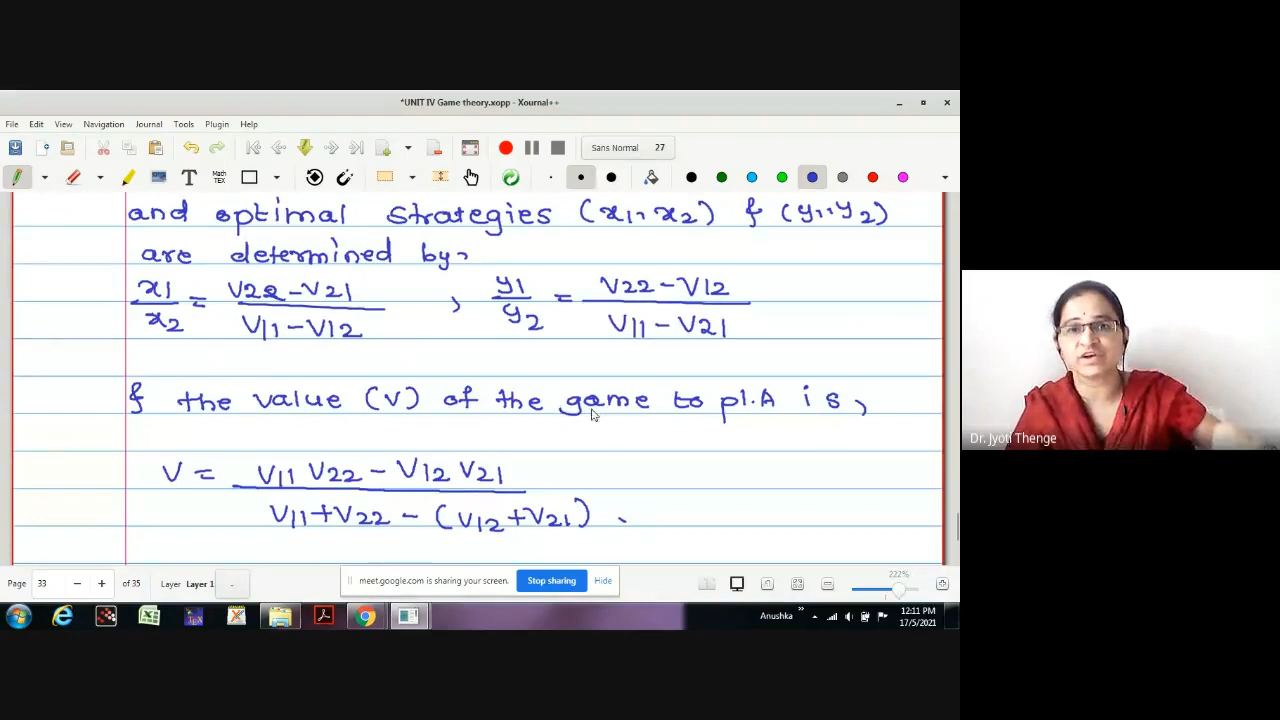 *UNIT IV Game theory.xopp - Xournal++
File Edit View Navigation Journal Tools Plugin Help
Sans Normal 27
T Math TEX
and optimal strategies (x1, x2) & (y1, y2)
are determined by,
x1/x2 = V22-V21/V11-V12 , y1/y2 = V22-V12/V11-V21
& the value (V) of the game to pl.A is,
V = V11 V22 - V12 V21/V11+V22 - (V12+V21) .
Dr. Jyoti Thenge
Page 33 of 35 Layer Layer 1
meet.google.com is sharing your screen. Stop sharing Hide
222%
Anushka
12:11 PM
17/5/2021